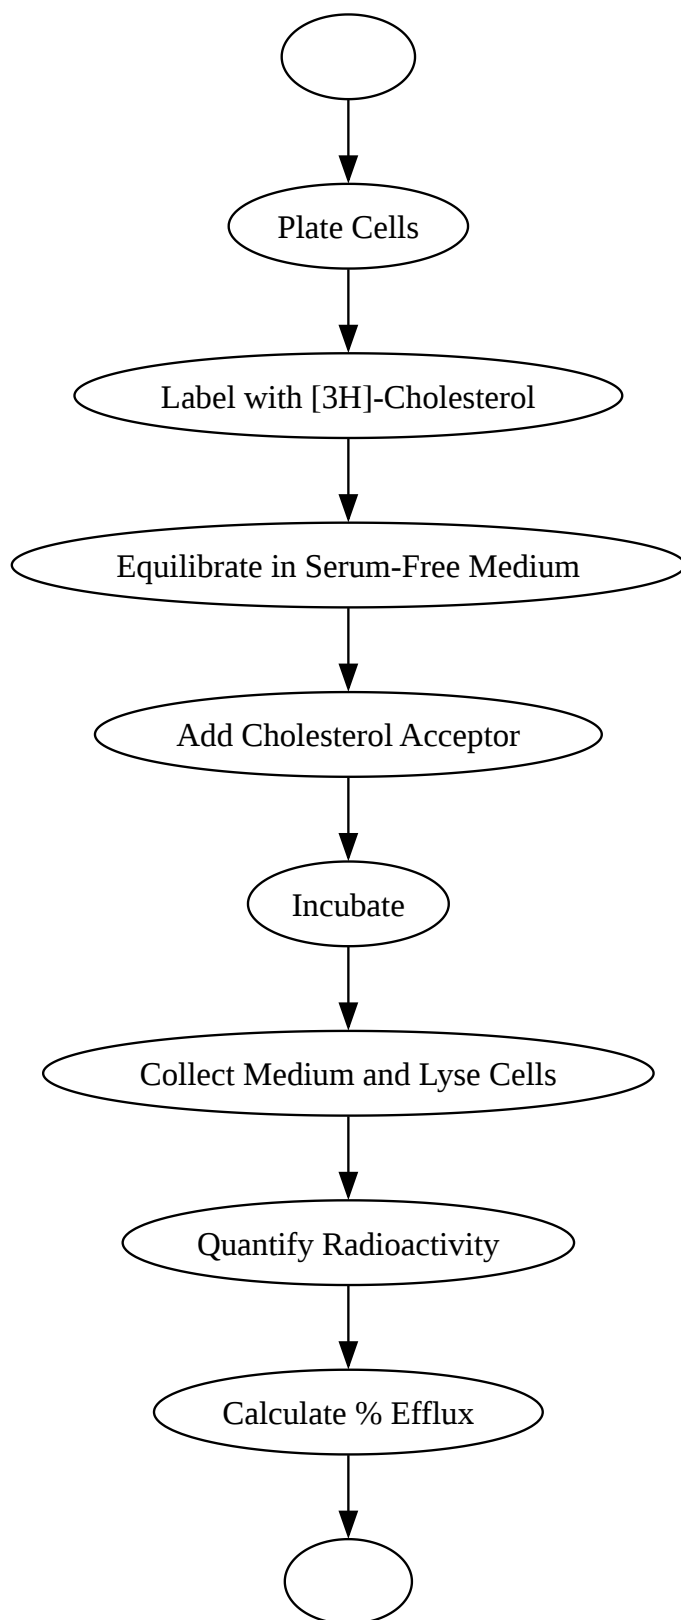 Plate Cells
Label with [3H]-Cholesterol
Equilibrate in Serum-Free Medium
Add Cholesterol Acceptor
Incubate
Collect Medium and Lyse Cells
Quantify Radioactivity
Calculate % Efflux